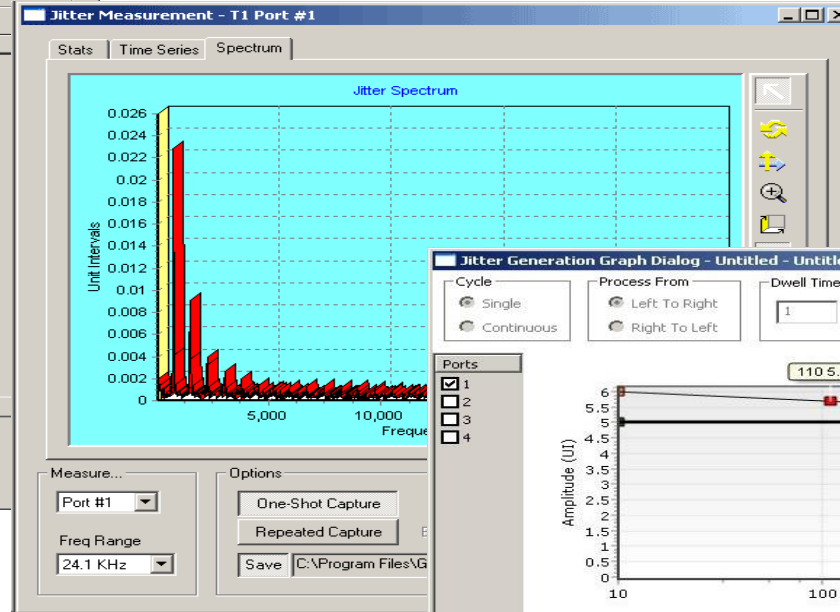 Jitter Measurement - T1 Port #1
Stats
Time Series
Spectrum
Jitter Spectrum
0.026
0.024
0.022
0.02
0.018
0.016
0.014
0.012
0.01
0.008
0.006
0.004
0.002
0
Unit Intervals
5,000
10,000
Measure...
Port #1
Freq Range
24.1 KHz
Options
One-Shot Capture
Repeated Capture
Save
C:\Program Files\G
Jitter Generation Graph Dialog - Untitled -
Cycle
Single
Continuous
Process From
Left To Right
Right To Left
Dwell Time
1
Ports
1
2
3
4
110 5.
6
5.5
5
4.5
4
3.5
3
2.5
2
1.5
1
0.5
0
Amplitude (UI)
10
100